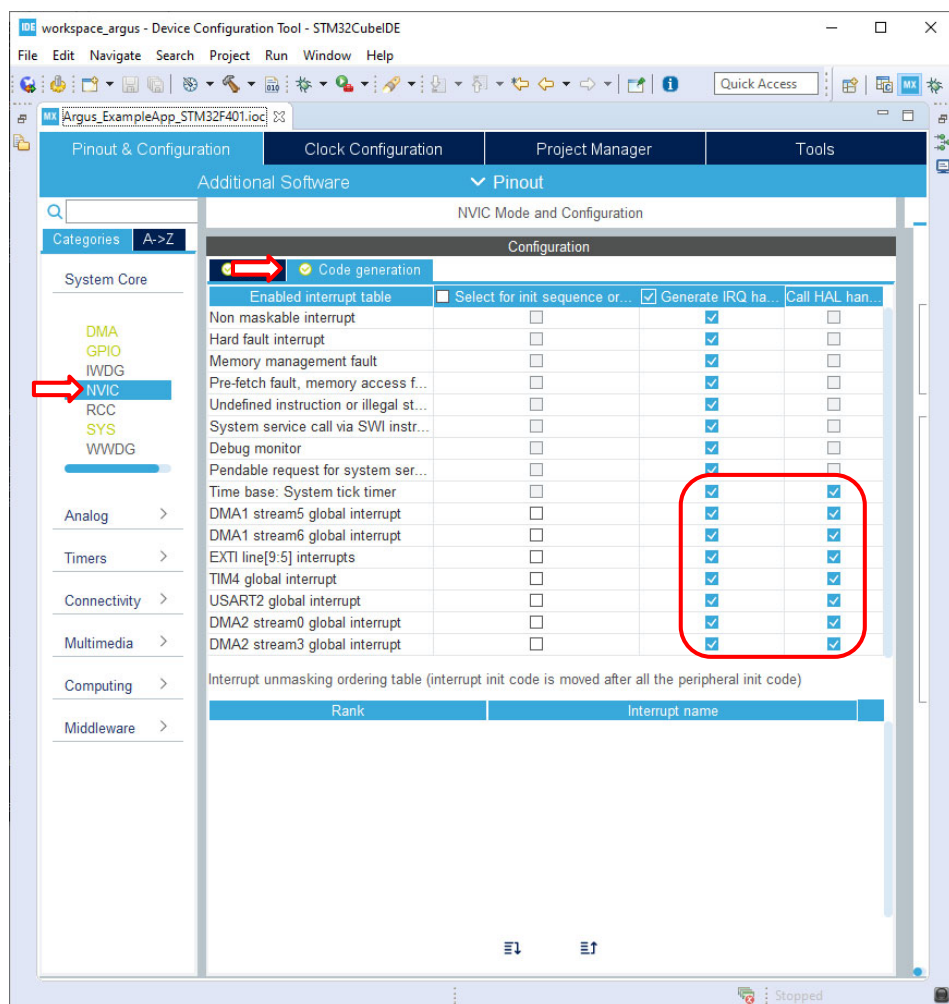 IDE workspace_argus - Device Configuration Tool - STM32CubeIDE
File Edit Navigate Search Project Run Window Help
010 Quick Access MX
MX Argus_ExampleApp_STM32F401.ioc
Pinout & Configuration Clock Configuration Project Manager Tools
Additional Software Pinout
NVIC Mode and Configuration
Categories A->Z
Configuration
Code generation
System Core
Enabled interrupt table Select for init sequence or... Generate IRQ ha... Call HAL han...
Non maskable interrupt
Hard fault interrupt
Memory management fault
Pre-fetch fault, memory access f...
Undefined instruction or illegal st...
System service call via SWI instr...
Debug monitor
Pendable request for system ser...
Time base: System tick timer
DMA1 stream5 global interrupt
DMA1 stream6 global interrupt
EXTI line[9:5] interrupts
TIM4 global interrupt
USART2 global interrupt
DMA2 stream0 global interrupt
DMA2 stream3 global interrupt
DMA
GPIO
IWDG
NVIC
RCC
SYS
WWDG
Analog
Timers
Connectivity
Multimedia
Computing
Middleware
Interrupt unmasking ordering table (interrupt init code is moved after all the peripheral init code)
Rank Interrupt name
Stopped